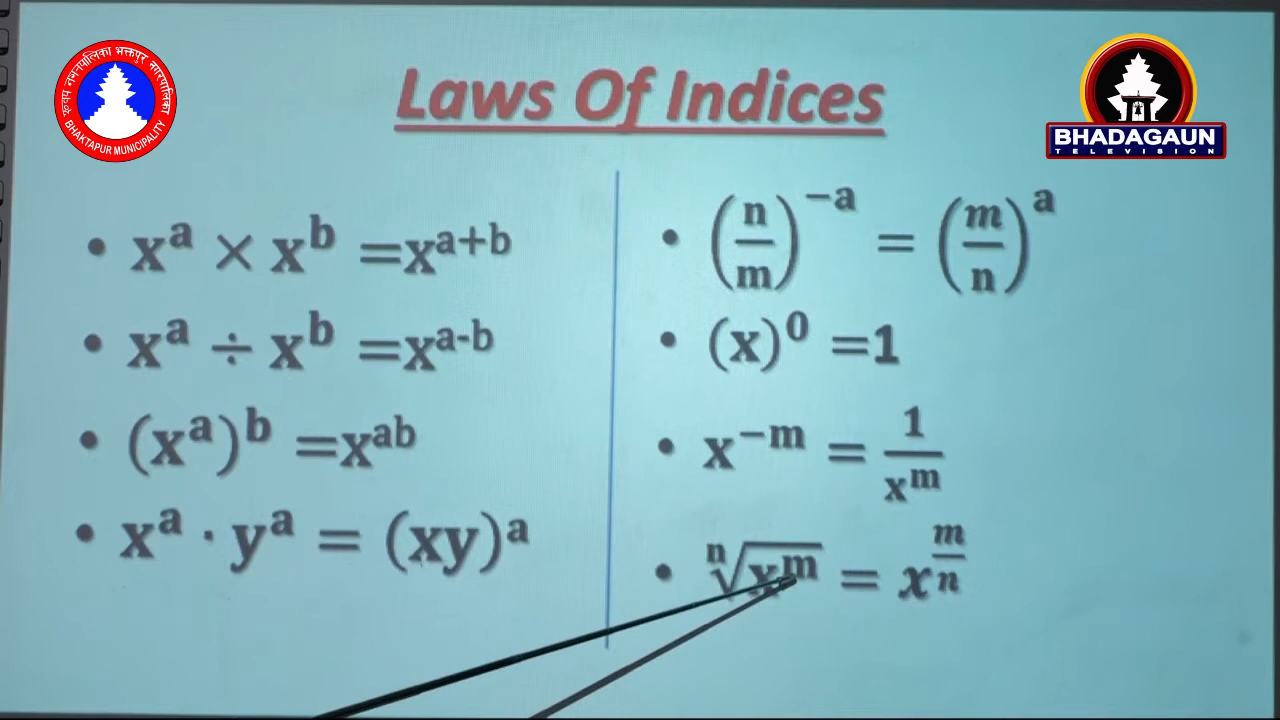 Laws Of Indices
• xᵃ × xᵇ =xᵃ⁺ᵇ
• xᵃ ÷ xᵇ =xᵃ⁻ᵇ
• (xᵃ)ᵇ =xᵃᵇ
• xᵃ · yᵃ = (xy)ᵃ
• (n/m)⁻ᵃ = (m/n)ᵃ
• (x)⁰ =1
• x⁻ᵐ = 1/xᵐ
• ⁿ√xᵐ = x^(m/n)
BHAKTAPUR MUNICIPALITY
BHADAGAUN
TELEVISION